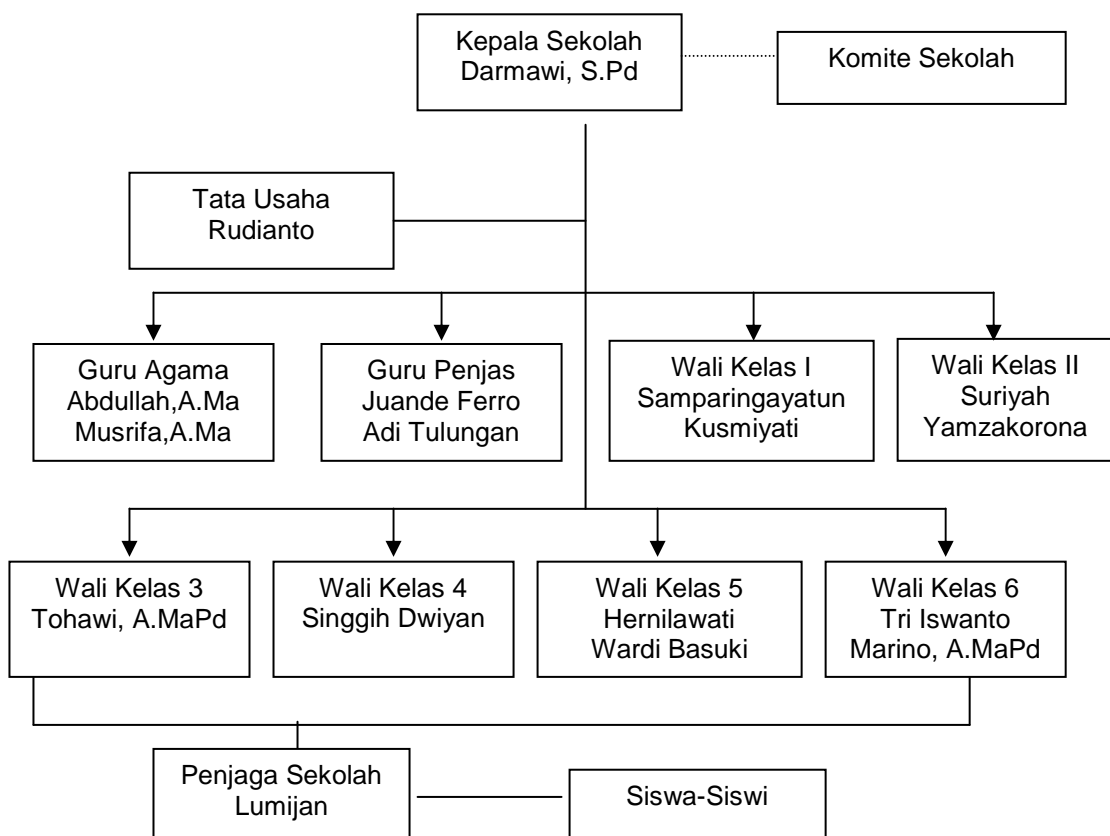 Kepala Sekolah
Darmawi, S.Pd
Komite Sekolah
Tata Usaha
Rudianto
Guru Agama
Abdullah,A.Ma
Musrifa,A.Ma
Guru Penjas
Juande Ferro
Adi Tulungan
Wali Kelas I
Samparingayatun
Kusmiyati
Wali Kelas II
Suriyah
Yamzakorona
Wali Kelas 3
Tohawi, A.MaPd
Wali Kelas 4
Singgih Dwiyan
Wali Kelas 5
Hernilawati
Wardi Basuki
Wali Kelas 6
Tri Iswanto
Marino, A.MaPd
Penjaga Sekolah
Lumijan
Siswa-Siswi